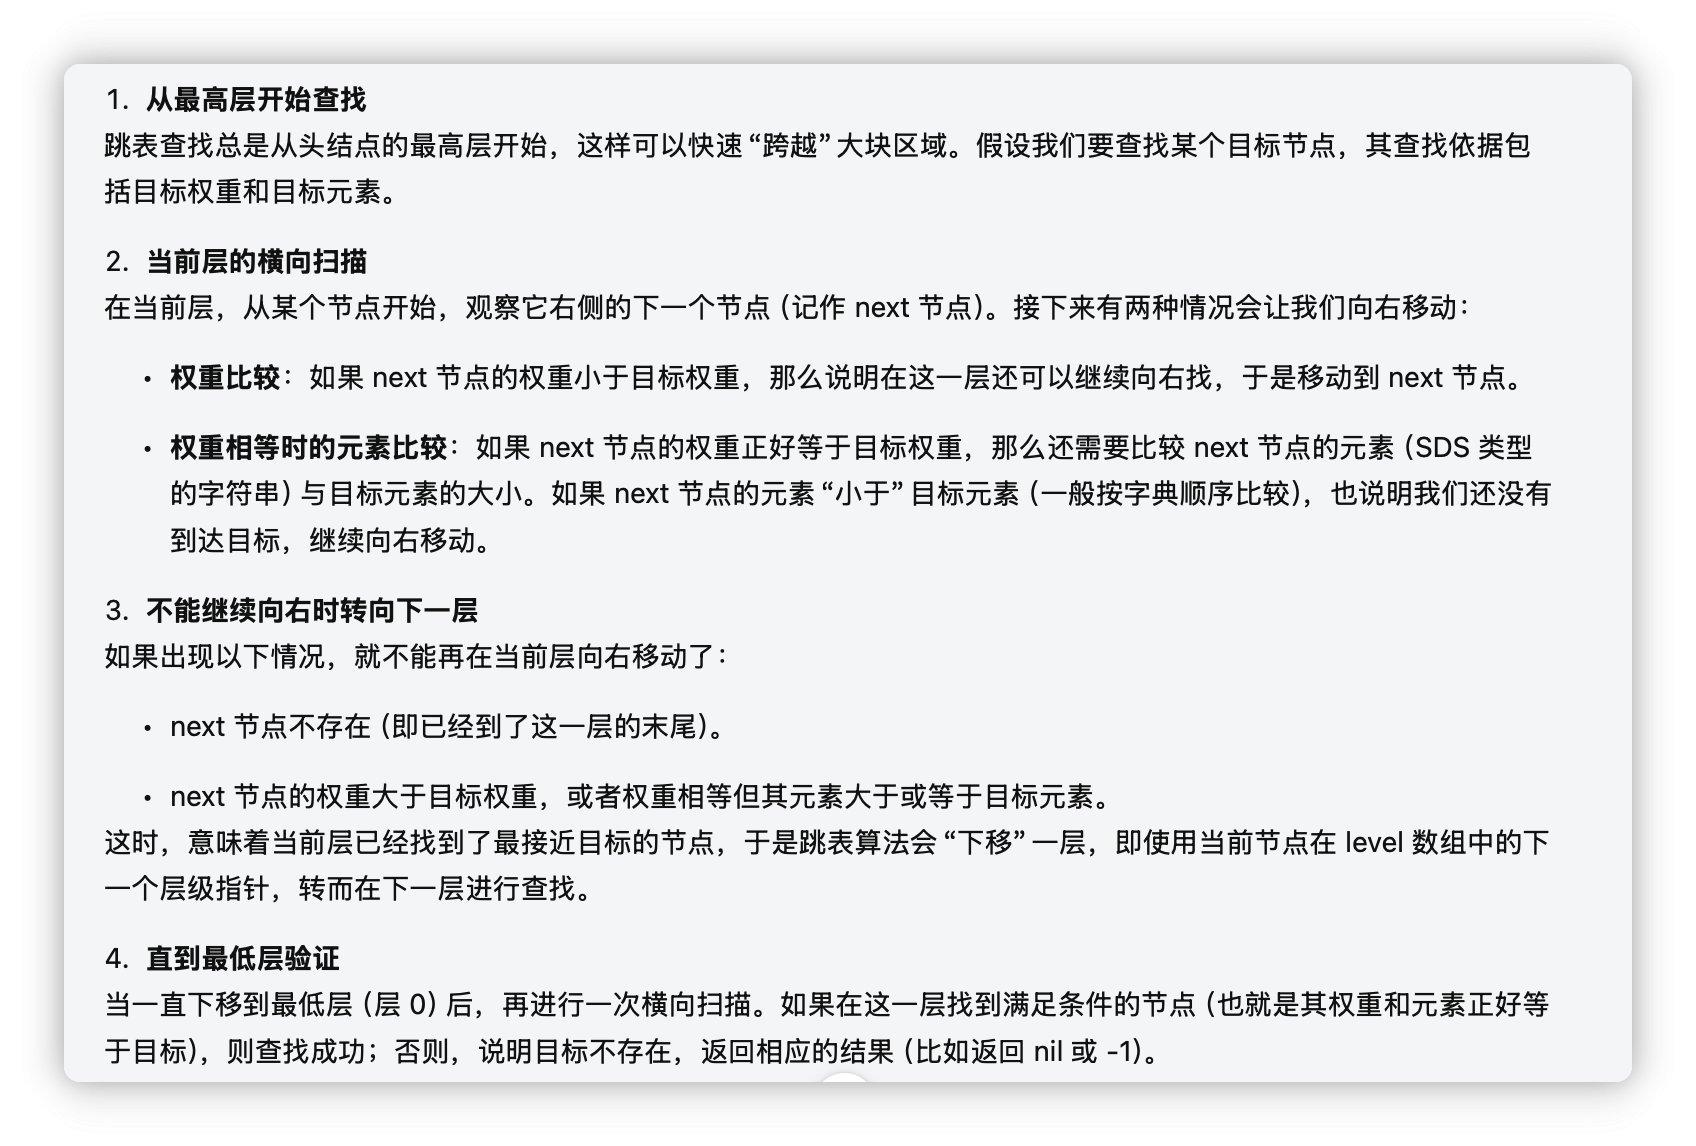 1. 从最高层开始查找
跳表查找总是从头结点的最高层开始，这样可以快速“跨越”大块区域。假设我们要查找某个目标节点，其查找依据包
括目标权重和目标元素。
2. 当前层的横向扫描
在当前层，从某个节点开始，观察它右侧的下一个节点（记作 next 节点）。接下来有两种情况会让我们向右移动：
• 权重比较：如果 next 节点的权重小于目标权重，那么说明在这一层还可以继续向右找，于是移动到 next 节点。
• 权重相等时的元素比较：如果 next 节点的权重正好等于目标权重，那么还需要比较 next 节点的元素（SDS 类型
的字符串）与目标元素的大小。如果 next 节点的元素“小于”目标元素（一般按字典顺序比较），也说明我们还没有
到达目标，继续向右移动。
3. 不能继续向右时转向下一层
如果出现以下情况，就不能再在当前层向右移动了：
• next 节点不存在（即已经到了这一层的末尾）。
• next 节点的权重大于目标权重，或者权重相等但其元素大于或等于目标元素。
这时，意味着当前层已经找到了最接近目标的节点，于是跳表算法会“下移”一层，即使用当前节点在 level 数组中的下
一个层级指针，转而在下一层进行查找。
4. 直到最低层验证
当一直下移到最低层（层 0）后，再进行一次横向扫描。如果在这一层找到满足条件的节点（也就是其权重和元素正好等
于目标），则查找成功；否则，说明目标不存在，返回相应的结果（比如返回 nil 或 -1）。